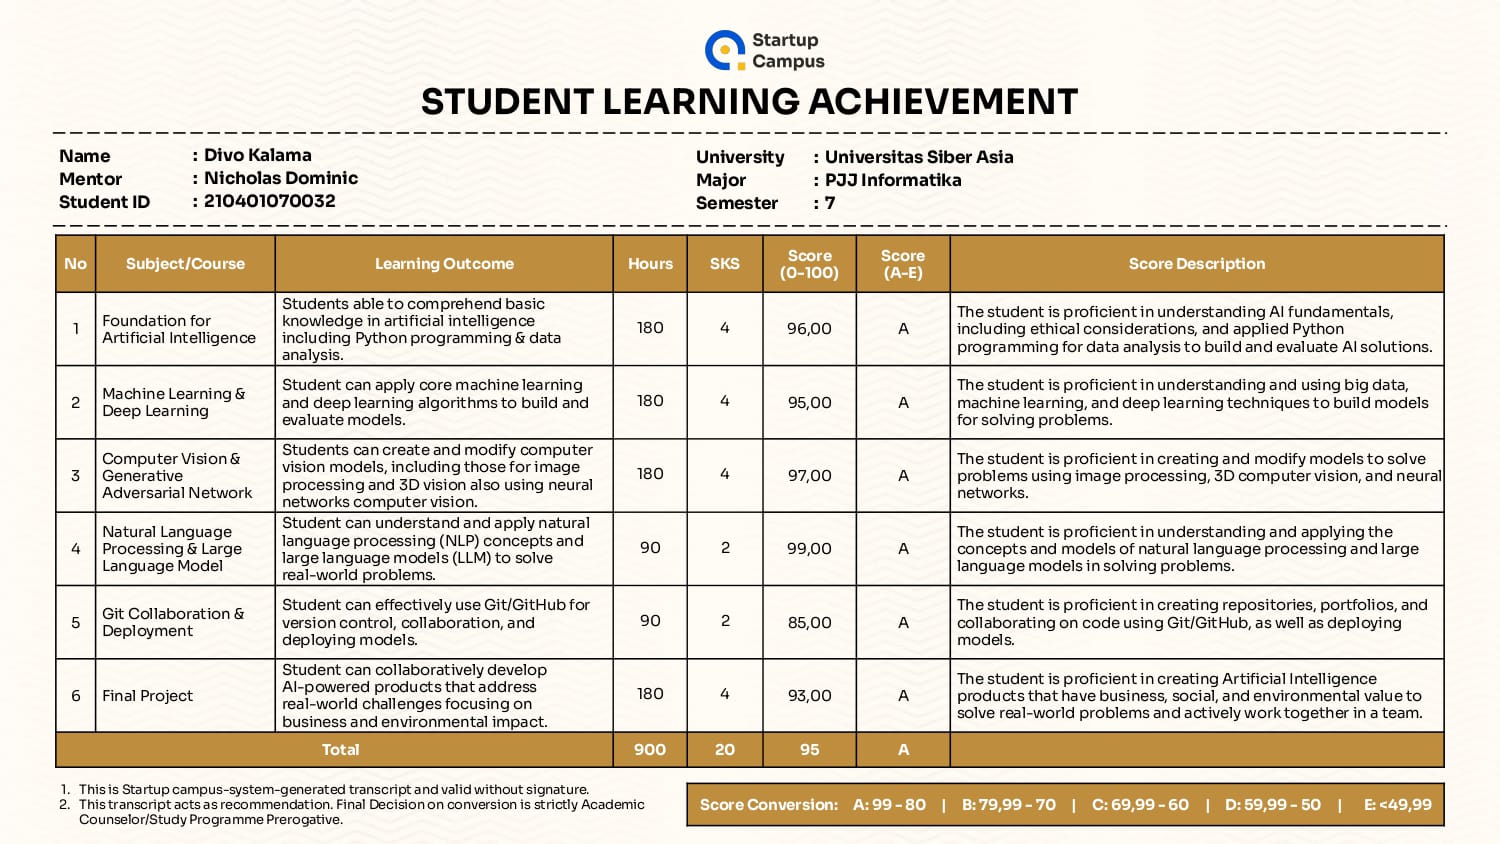 Startup
Campus
STUDENT LEARNING ACHIEVEMENT
Name : Divo Kalama
Mentor : Nicholas Dominic
Student ID : 210401070032
University : Universitas Siber Asia
Major : PJJ Informatika
Semester : 7
No Subject/Course Learning Outcome Hours SKS Score (0-100) Score (A-E) Score Description
1
Foundation for
Artificial Intelligence
Students able to comprehend basic
knowledge in artificial intelligence
including Python programming & data
analysis.
180 4 96,00 A
The student is proficient in understanding AI fundamentals,
including ethical considerations, and applied Python
programming for data analysis to build and evaluate AI solutions.
2
Machine Learning &
Deep Learning
Student can apply core machine learning
and deep learning algorithms to build and
evaluate models.
180 4 95,00 A
The student is proficient in understanding and using big data,
machine learning, and deep learning techniques to build models
for solving problems.
3
Computer Vision &
Generative
Adversarial Network
Students can create and modify computer
vision models, including those for image
processing and 3D vision also using neural
networks computer vision.
180 4 97,00 A
The student is proficient in creating and modify models to solve
problems using image processing, 3D computer vision, and neural
networks.
4
Natural Language
Processing & Large
Language Model
Student can understand and apply natural
language processing (NLP) concepts and
large language models (LLM) to solve
real-world problems.
90 2 99,00 A
The student is proficient in understanding and applying the
concepts and models of natural language processing and large
language models in solving problems.
5
Git Collaboration &
Deployment
Student can effectively use Git/GitHub for
version control, collaboration, and
deploying models.
90 2 85,00 A
The student is proficient in creating repositories, portfolios, and
collaborating on code using Git/GitHub, as well as deploying
models.
6
Final Project
Student can collaboratively develop
AI-powered products that address
real-world challenges focusing on
business and environmental impact.
180 4 93,00 A
The student is proficient in creating Artificial Intelligence
products that have business, social, and environmental value to
solve real-world problems and actively work together in a team.
Total 900 20 95 A
1. This is Startup campus-system-generated transcript and valid without signature.
2. This transcript acts as recommendation. Final Decision on conversion is strictly Academic
Counselor/Study Programme Prerogative.
Score Conversion: A: 99 - 80 | B: 79,99 - 70 | C: 69,99 - 60 | D: 59,99 - 50 | E: <49,99